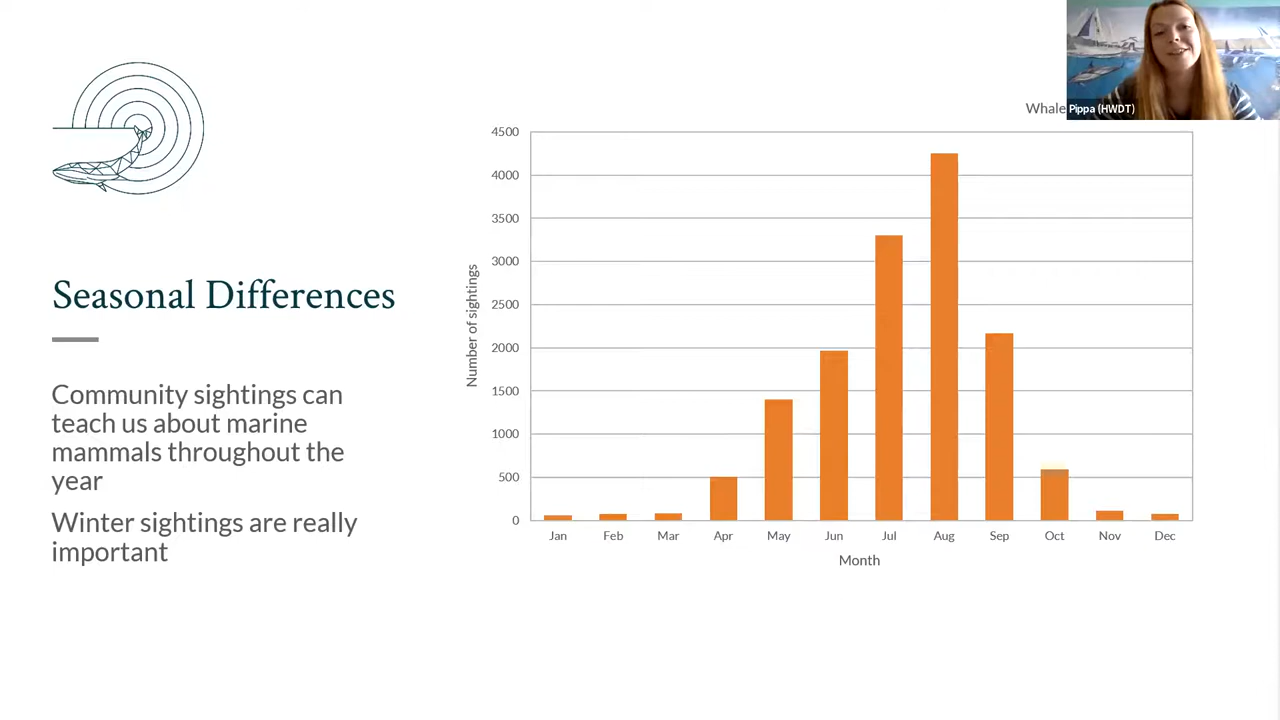 Seasonal Differences
Community sightings can
teach us about marine
mammals throughout the
year
Winter sightings are really
important
Whale
Pippa (HWDT)
Number of sightings
4500
4000
3500
3000
2500
2000
1500
1000
500
0
Jan Feb Mar Apr May Jun Jul Aug Sep Oct Nov Dec
Month